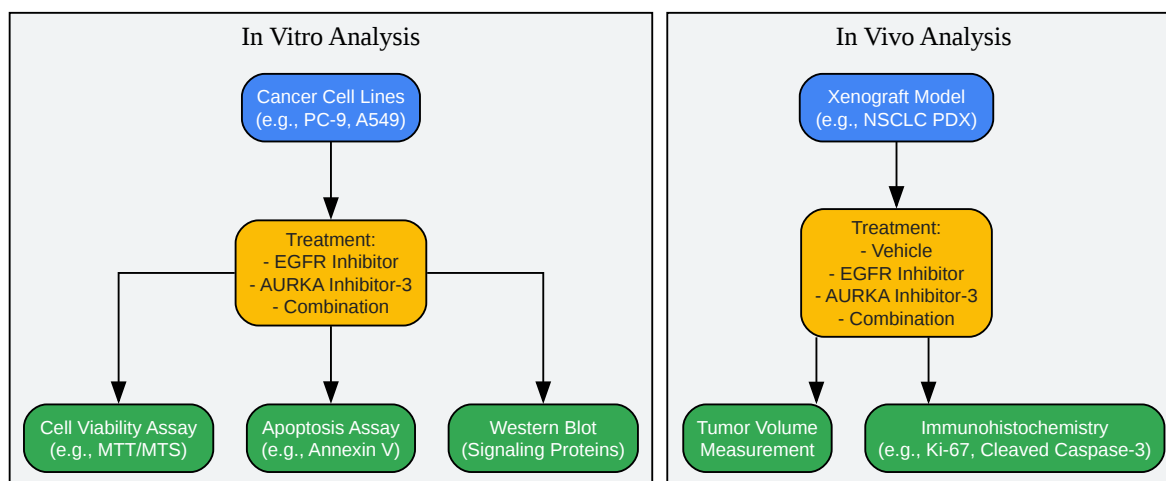 In Vitro Analysis
Cancer Cell Lines
(e.g., PC-9, A549)
Treatment:
- EGFR Inhibitor
- AURKA Inhibitor-3
- Combination
Cell Viability Assay
(e.g., MTT/MTS)
Apoptosis Assay
(e.g., Annexin V)
Western Blot
(Signaling Proteins)
In Vivo Analysis
Xenograft Model
(e.g., NSCLC PDX)
Treatment:
- Vehicle
- EGFR Inhibitor
- AURKA Inhibitor-3
- Combination
Tumor Volume
Measurement
Immunohistochemistry
(e.g., Ki-67, Cleaved Caspase-3)